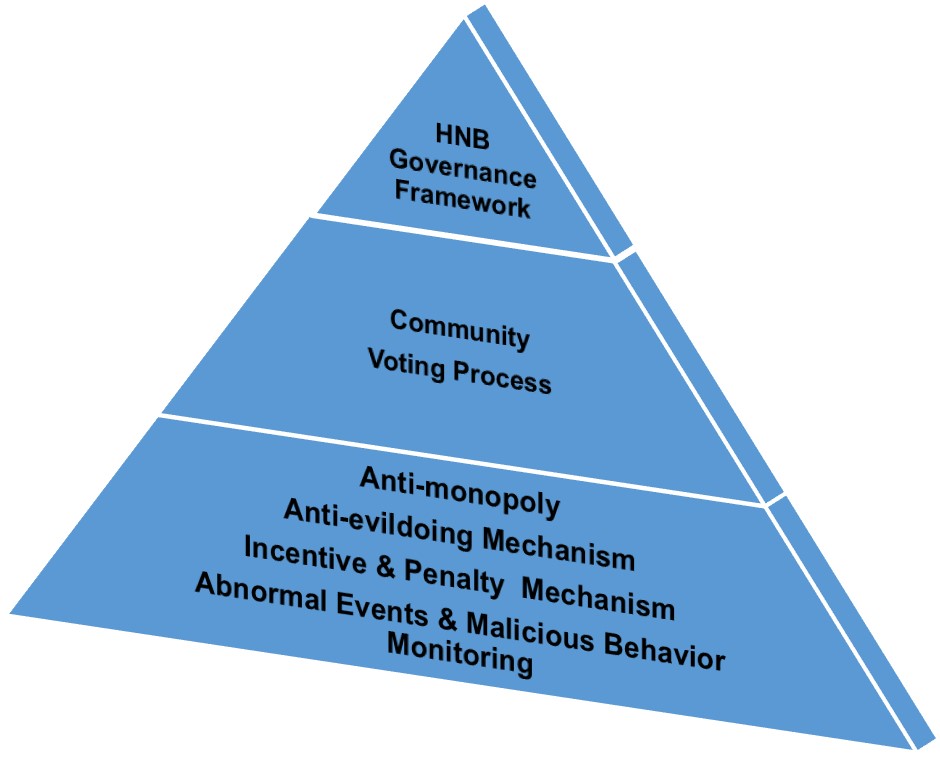 HNB
Governance
Framework
Community
Voting Process
Anti-monopoly
Anti-evildoing Mechanism
Incentive & Penalty Mechanism
Abnormal Events & Malicious Behavior
Monitoring